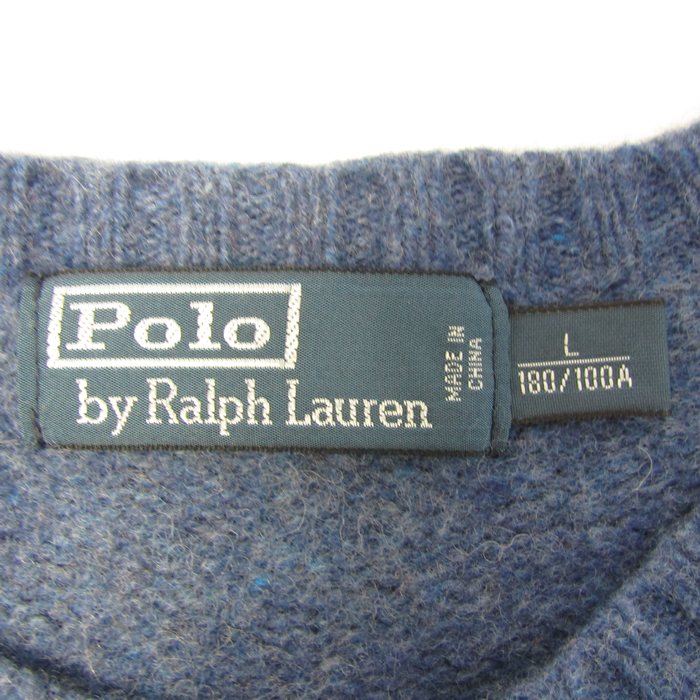 Polo
by Ralph Lauren
MADE IN
CHINA
L
180/100A